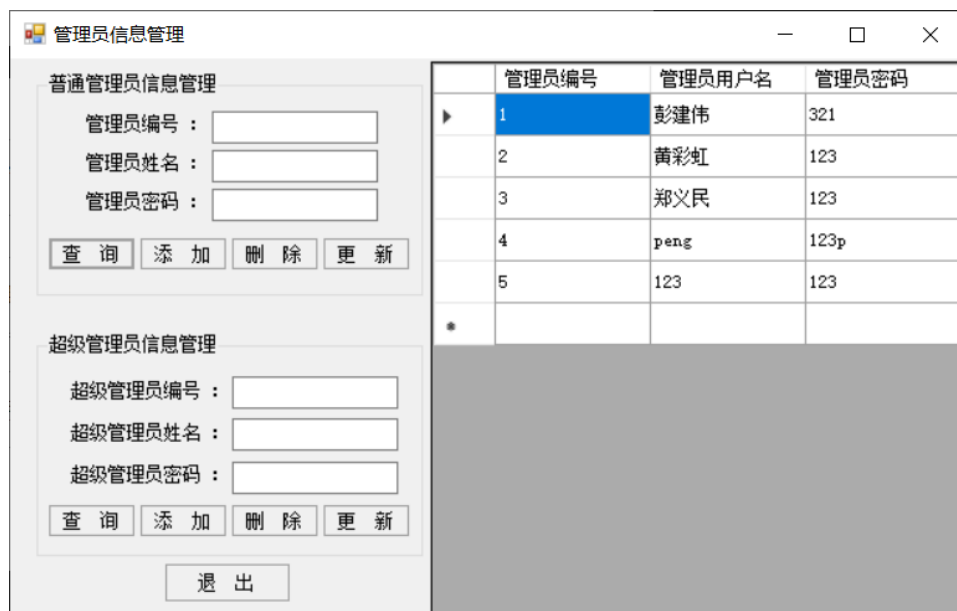 管理员信息管理
普通管理员信息管理
管理员编号：
管理员姓名：
管理员密码：
查 询 添 加 删 除 更 新
超级管理员信息管理
超级管理员编号：
超级管理员姓名：
超级管理员密码：
查 询 添 加 删 除 更 新
退 出
管理员编号 管理员用户名 管理员密码
1 彭建伟 321
2 黄彩虹 123
3 郑义民 123
4 peng 123p
5 123 123